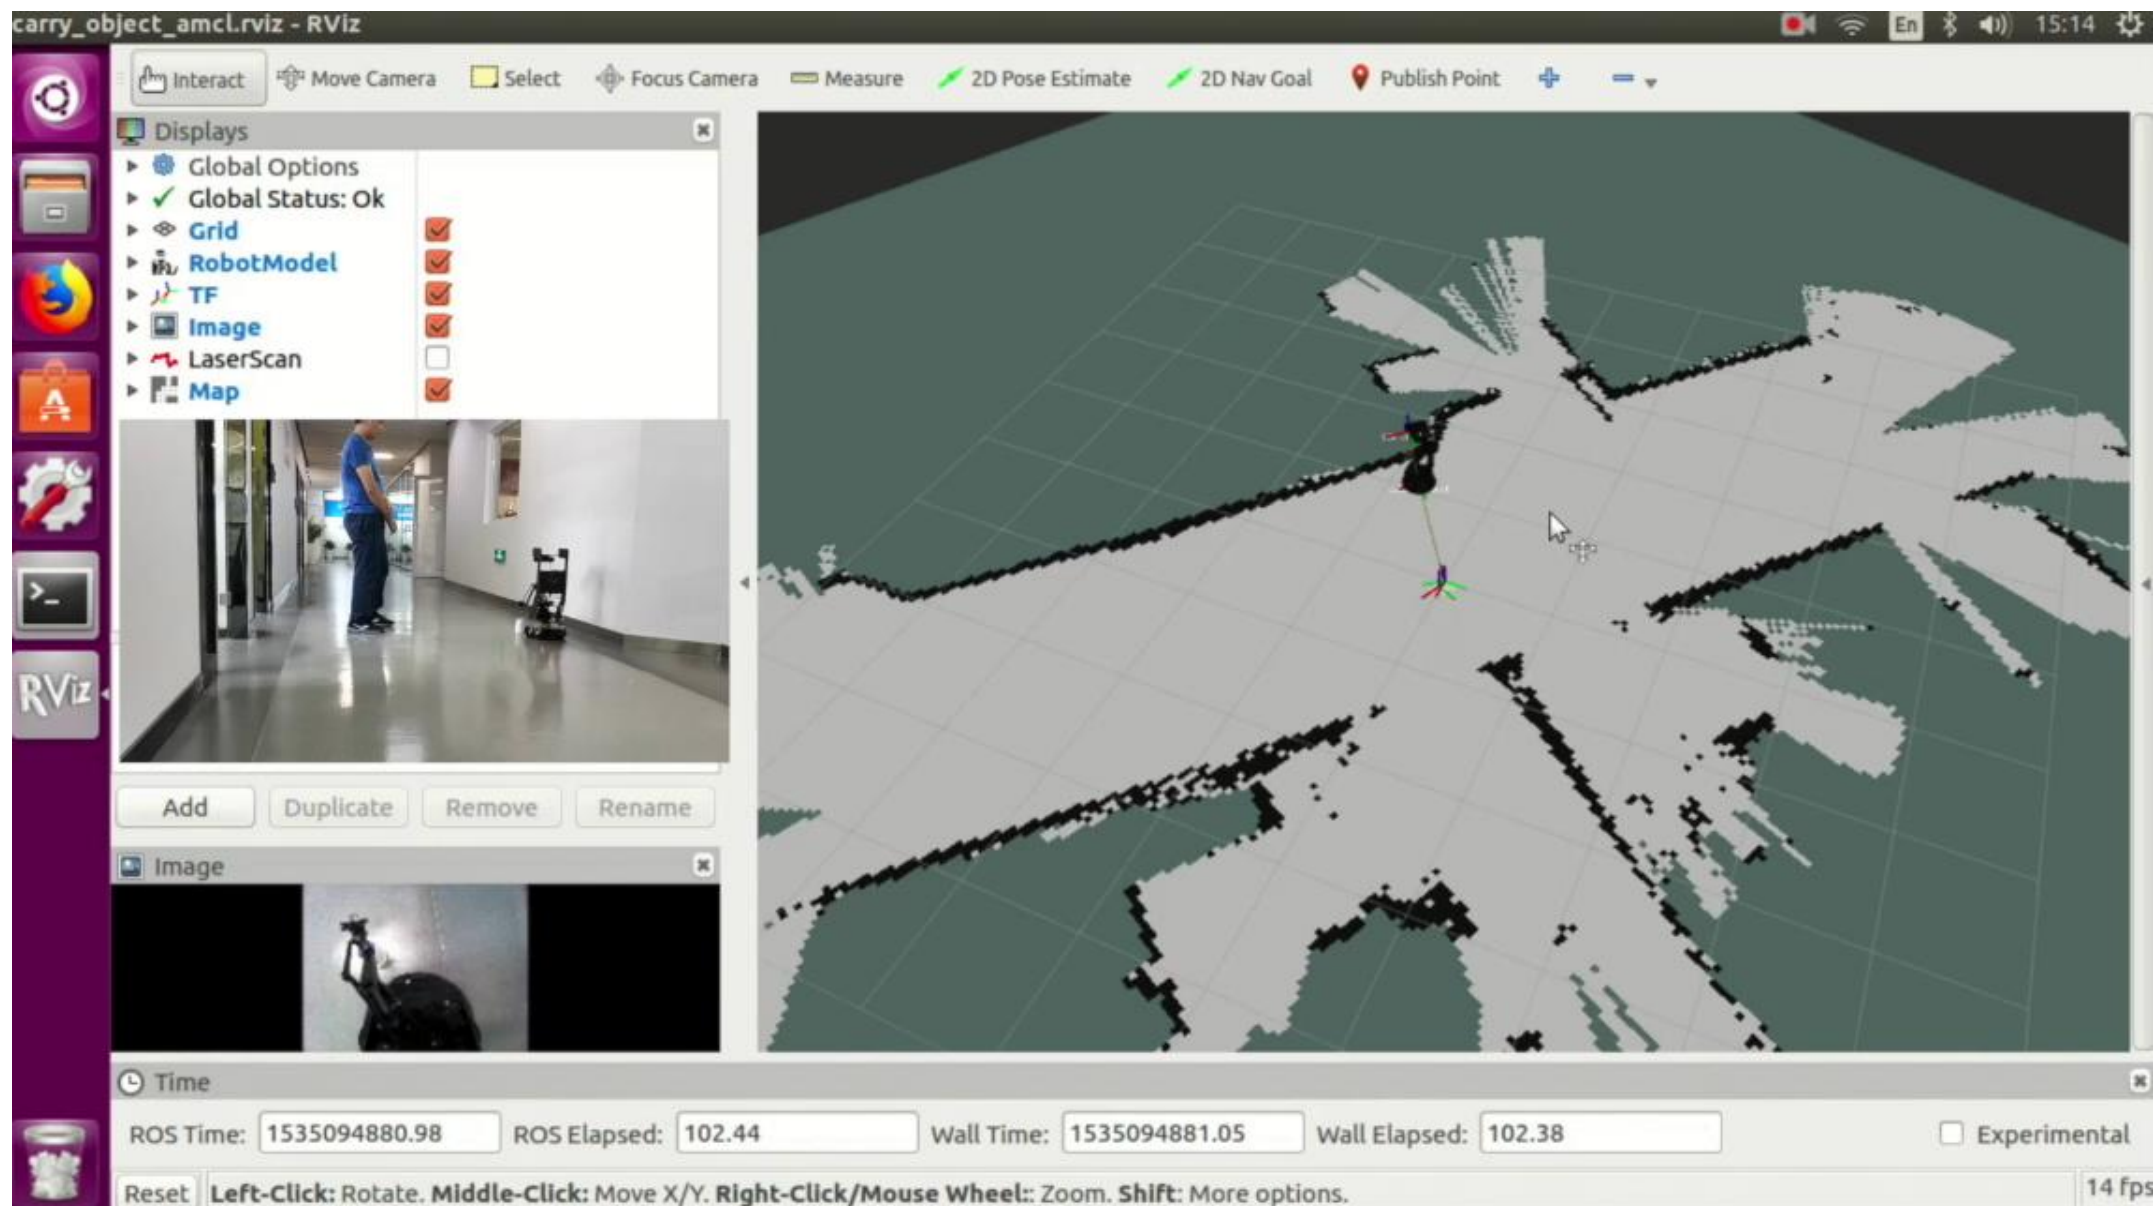 carry_object_amcl.rviz - RViz
En 15:14
Interact Move Camera Select Focus Camera Measure 2D Pose Estimate 2D Nav Goal Publish Point
Displays
Global Options
Global Status: Ok
Grid
RobotModel
TF
Image
LaserScan
Map
RViz
Add Duplicate Remove Rename
Image
Time
ROS Time: 1535094880.98 ROS Elapsed: 102.44 Wall Time: 1535094881.05 Wall Elapsed: 102.38 Experimental
Reset Left-Click: Rotate. Middle-Click: Move X/Y. Right-Click/Mouse Wheel:: Zoom. Shift: More options. 14 fps